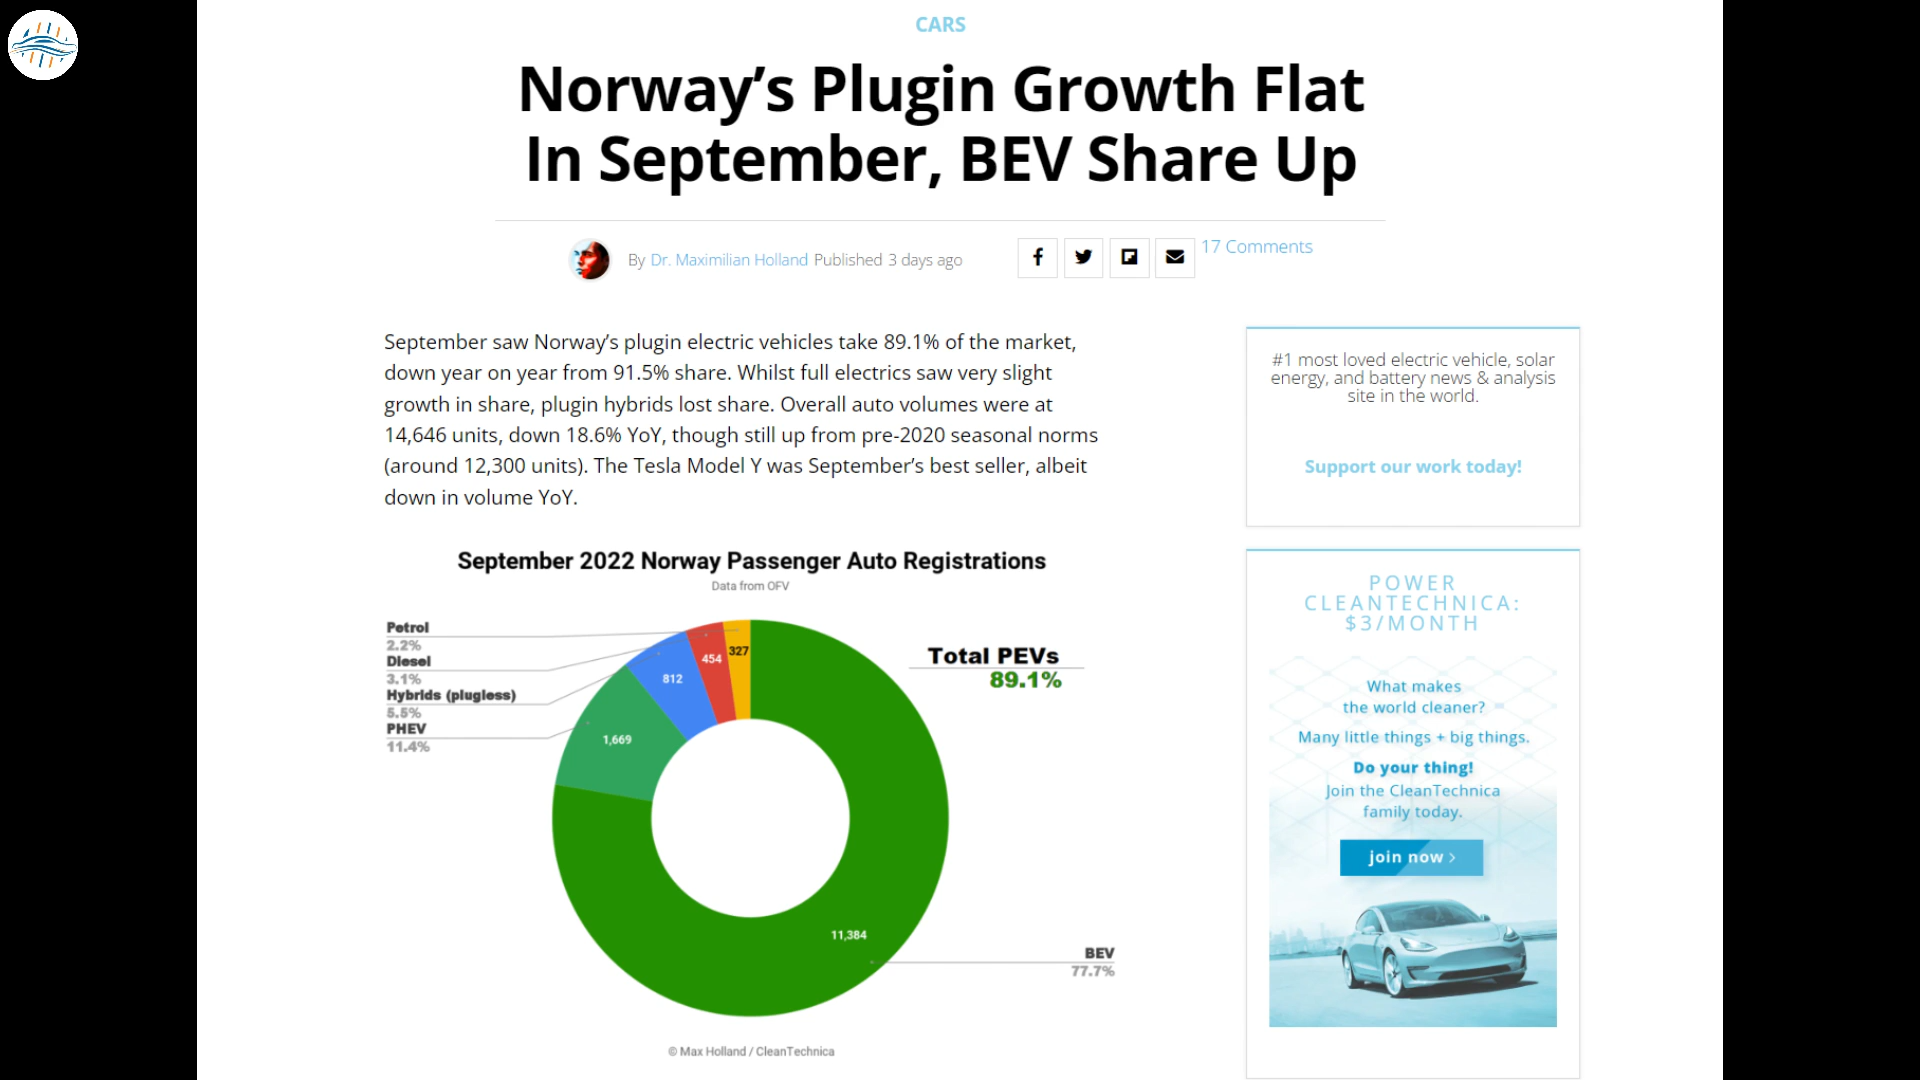 CARS
Norway’s Plugin Growth Flat
In September, BEV Share Up
By Dr. Maximilian Holland Published 3 days ago
17 Comments
September saw Norway’s plugin electric vehicles take 89.1% of the market,
down year on year from 91.5% share. Whilst full electrics saw very slight
growth in share, plugin hybrids lost share. Overall auto volumes were at
14,646 units, down 18.6% YoY, though still up from pre-2020 seasonal norms
(around 12,300 units). The Tesla Model Y was September’s best seller, albeit
down in volume YoY.
September 2022 Norway Passenger Auto Registrations
Data from OFV
Petrol
2.2%
Diesel
3.1%
Hybrids (plugless)
5.5%
PHEV
11.4%
327
454
812
1,669
11,384
Total PEVs
89.1%
BEV
77.7%
© Max Holland / CleanTechnica
#1 most loved electric vehicle, solar
energy, and battery news & analysis
site in the world.
Support our work today!
POWER
CLEANTECHNICA:
$3/MONTH
What makes
the world cleaner?
Many little things + big things.
Do your thing!
Join the CleanTechnica
family today.
join now >